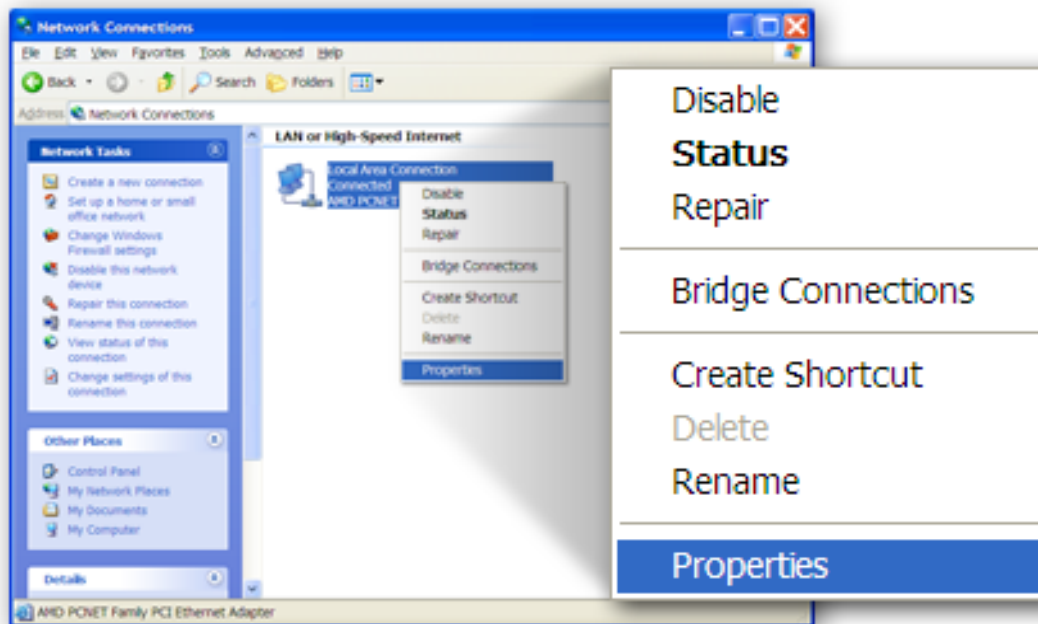 Network Connections
File Edit View Favorites Tools Advanced Help
Back Search Folders
Address Network Connections
Network Tasks
Create a new connection
Set up a home or small
office network
Change Windows
Firewall settings
Disable this network
device
Repair this connection
Rename this connection
View status of this
connection
Change settings of this
connection
Other Places
Control Panel
My Network Places
My Documents
My Computer
Details
LAN or High-Speed Internet
Local Area Connection
Connected
AMD PCNET
Disable
Status
Repair
Bridge Connections
Create Shortcut
Delete
Rename
Properties
AMD PCNET Family PCI Ethernet Adapter
Disable
Status
Repair
Bridge Connections
Create Shortcut
Delete
Rename
Properties